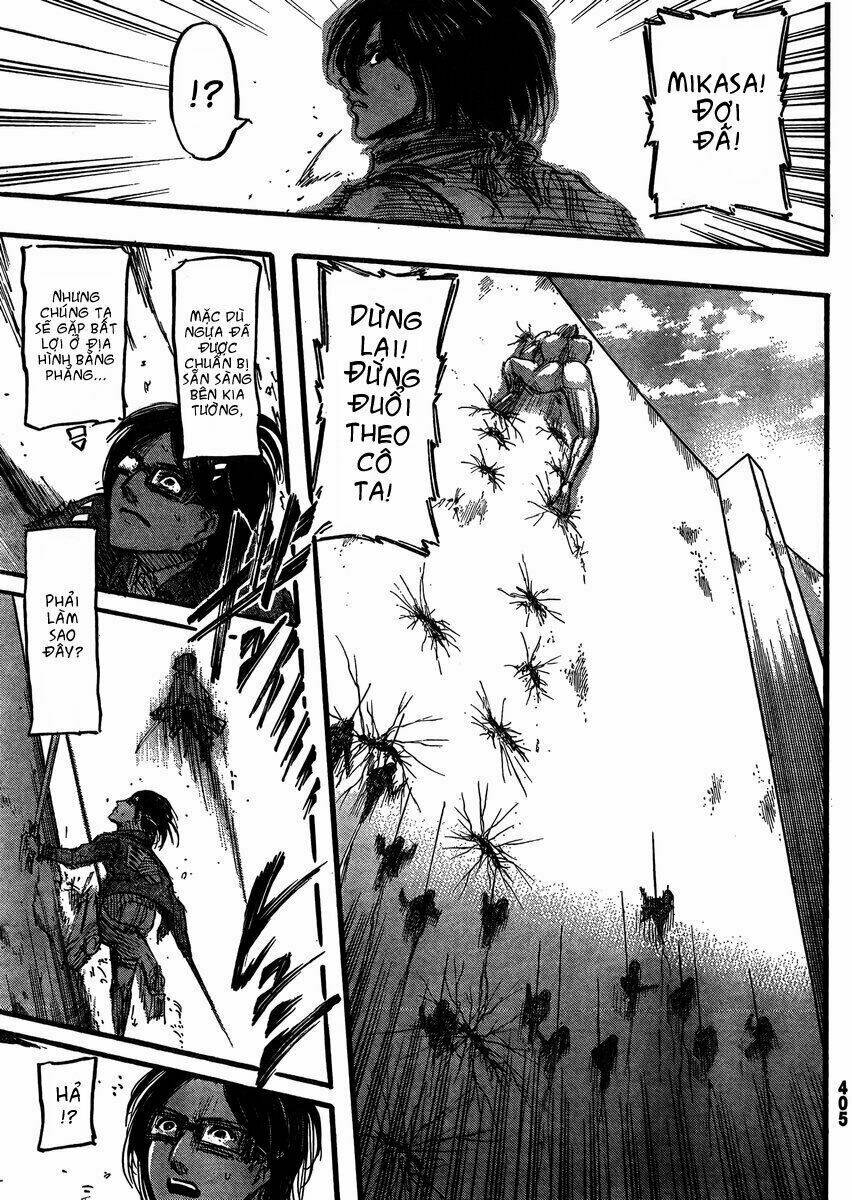 MIKASA!
ĐỢI
ĐÃ!
!?
DỪNG
LẠI!
ĐỪNG
ĐUỔI
THEO
CÔ
TA!
MẶC DÙ
NGỰA ĐÃ
ĐƯỢC
CHUẨN BỊ
SẴN SÀNG
BÊN KIA
TƯỜNG,
NHƯNG
CHÚNG TA
SẼ GẶP BẤT
LỢI Ở ĐỊA
HÌNH BẰNG
PHẲNG...
PHẢI
LÀM
SAO
ĐÂY?
HẢ
!?
405